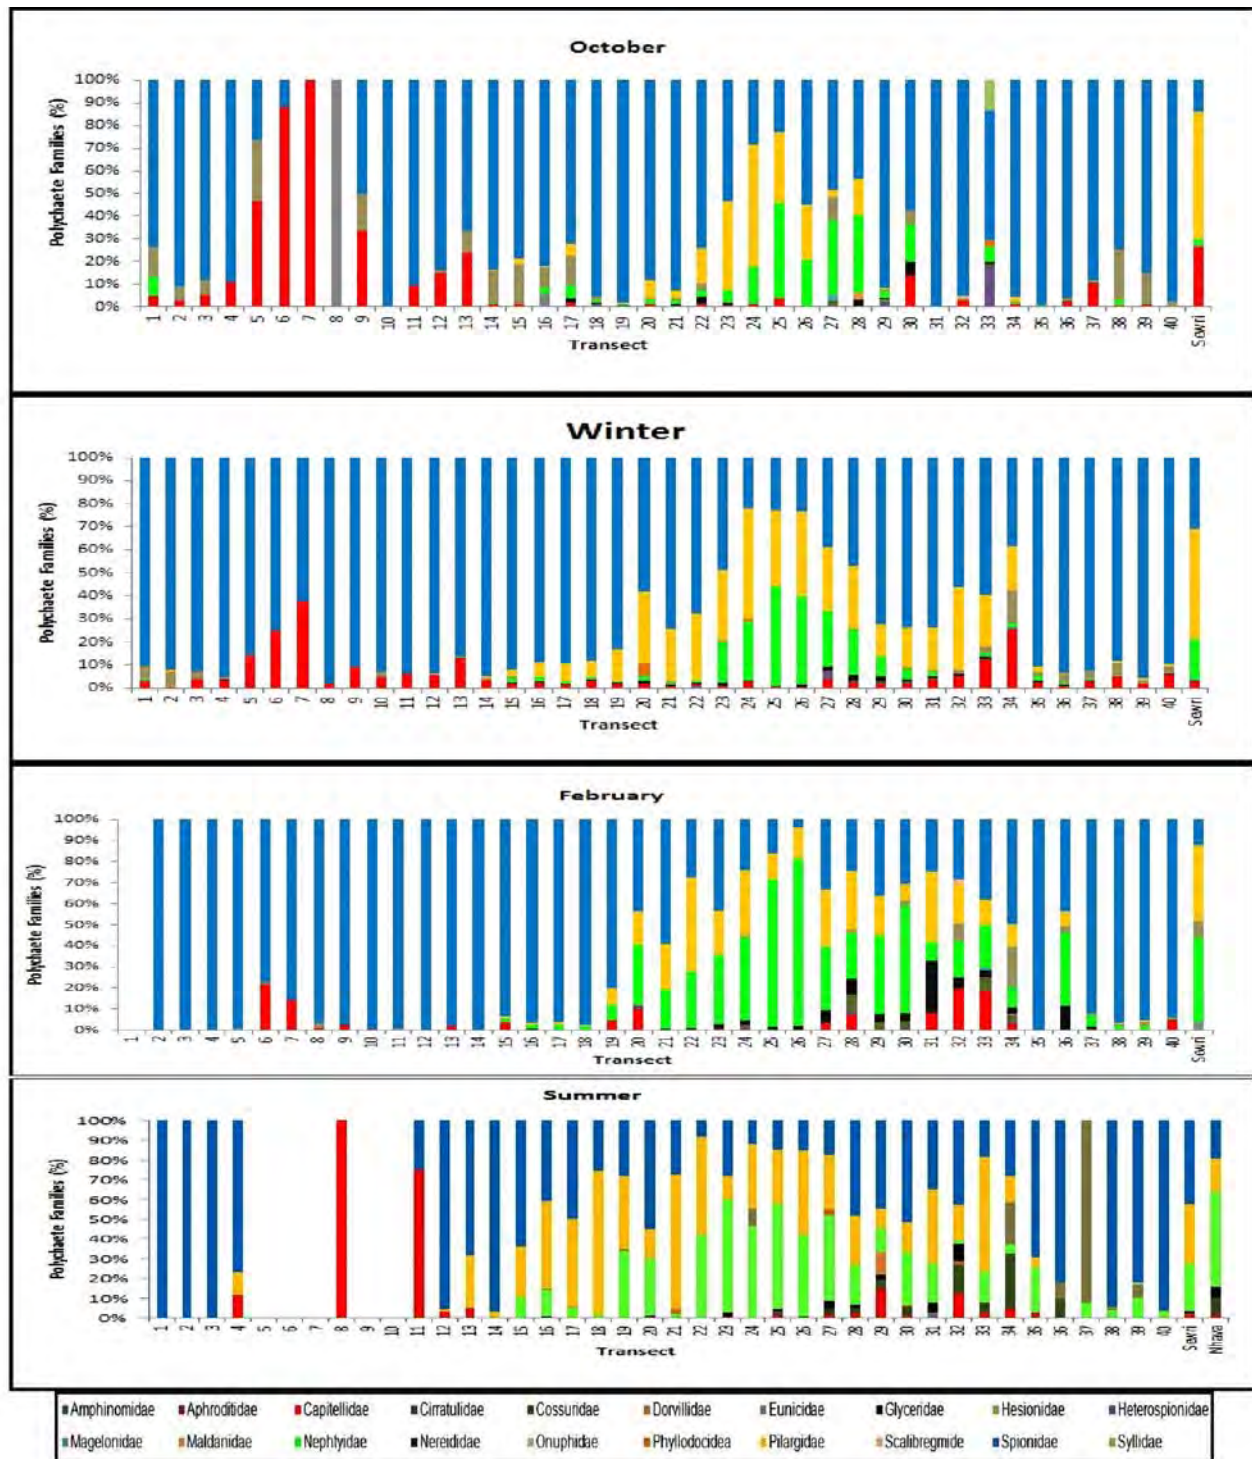 October
Polychaete Families (%)
100%
90%
80%
70%
60%
50%
40%
30%
20%
10%
0%
1 2 3 4 5 6 7 8 9 10 11 12 13 14 15 16 17 18 19 20 21 22 23 24 25 26 27 28 29 30 31 32 33 34 35 36 37 38 39 40 Sewri
Transect
Winter
Polychaete Families (%)
100%
90%
80%
70%
60%
50%
40%
30%
20%
10%
0%
1 2 3 4 5 6 7 8 9 10 11 12 13 14 15 16 17 18 19 20 21 22 23 24 25 26 27 28 29 30 31 32 33 34 35 36 37 38 39 40 Sewri
Transect
February
Polychaete Families (%)
100%
90%
80%
70%
60%
50%
40%
30%
20%
10%
0%
1 2 3 4 5 6 7 8 9 10 11 12 13 14 15 16 17 18 19 20 21 22 23 24 25 26 27 28 29 30 31 32 33 34 35 36 37 38 39 40 Sewri
Transect
Summer
Polychaete Families (%)
100%
90%
80%
70%
60%
50%
40%
30%
20%
10%
0%
1 2 3 4 5 6 7 8 9 10 11 12 13 14 15 16 17 18 19 20 21 22 23 24 25 26 27 28 29 30 31 32 33 34 35 36 37 38 39 40 Sewri Nhava
Transect
Amphinomidae Aphroditidae Capitellidae Cirratulidae Cossuridae Dorvillidae Eunicidae Glyceridae Hesionidae Heterospionidae
Magelonidae Maldanidae Nephtyidae Nereididae Onuphidae Phyllodocidea Pilargidae Scalibregmide Spionidae Syllidae